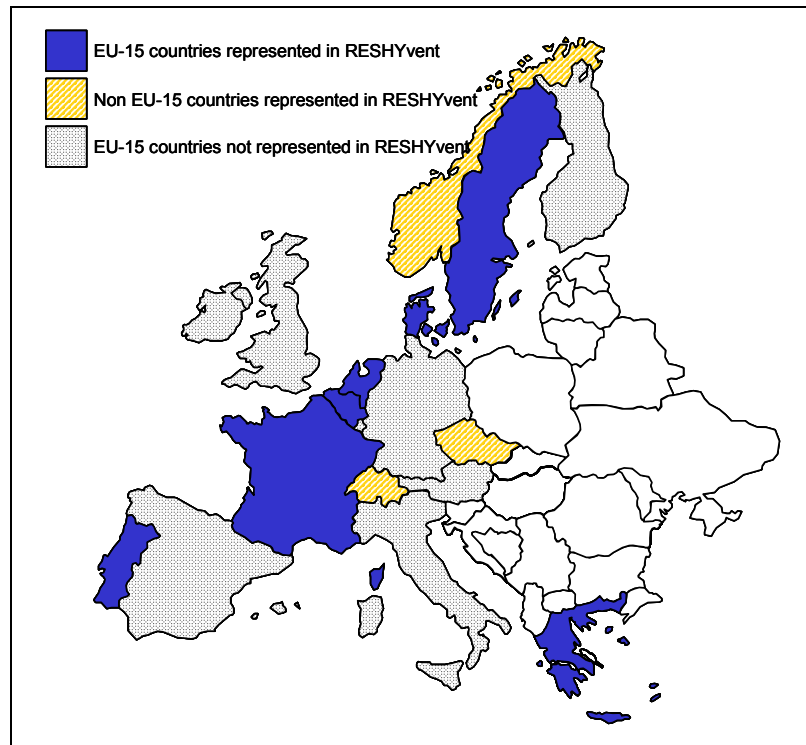 EU-15 countries represented in RESHYvent
Non EU-15 countries represented in RESHYvent
EU-15 countries not represented in RESHYvent